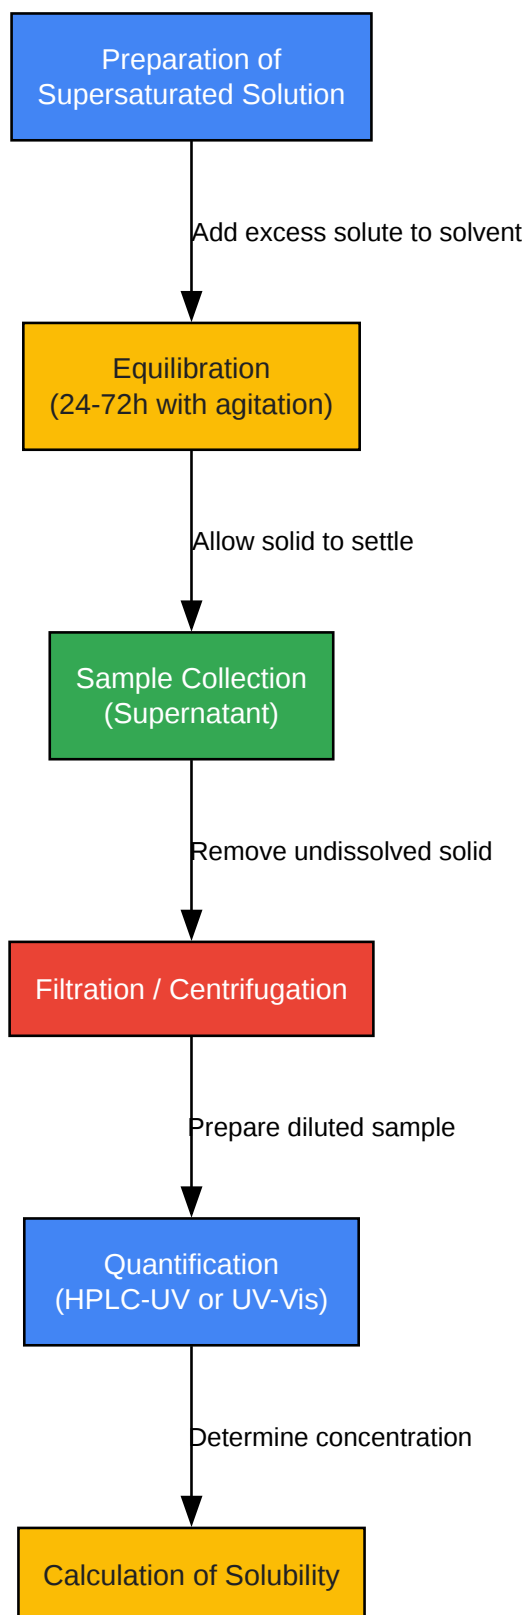 Preparation of
Supersaturated Solution
Add excess solute to solvent
Equilibration
(24-72h with agitation)
Allow solid to settle
Sample Collection
(Supernatant)
Remove undissolved solid
Filtration / Centrifugation
Prepare diluted sample
Quantification
(HPLC-UV or UV-Vis)
Determine concentration
Calculation of Solubility